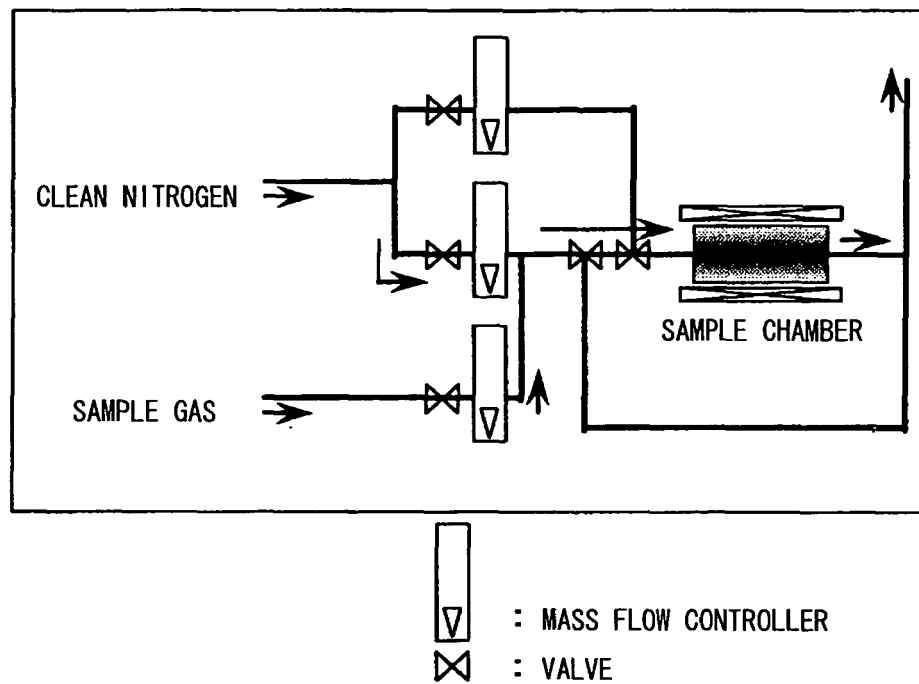 CLEAN NITROGEN
SAMPLE CHAMBER
SAMPLE GAS
: MASS FLOW CONTROLLER
: VALVE